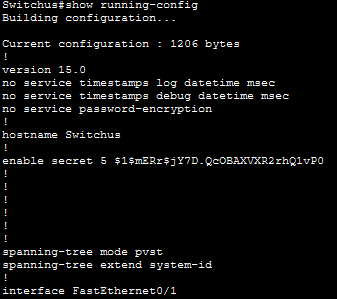 Switchus#show running-config
Building configuration...
Current configuration : 1206 bytes
!
version 15.0
no service timestamps log datetime msec
no service timestamps debug datetime msec
no service password-encryption
!
hostname Switchus
!
enable secret 5 $1$mERr$jY7D.QcOBAXVXR2rhQ1vP0
!
!
!
!
!
!
spanning-tree mode pvst
spanning-tree extend system-id
!
interface FastEthernet0/1